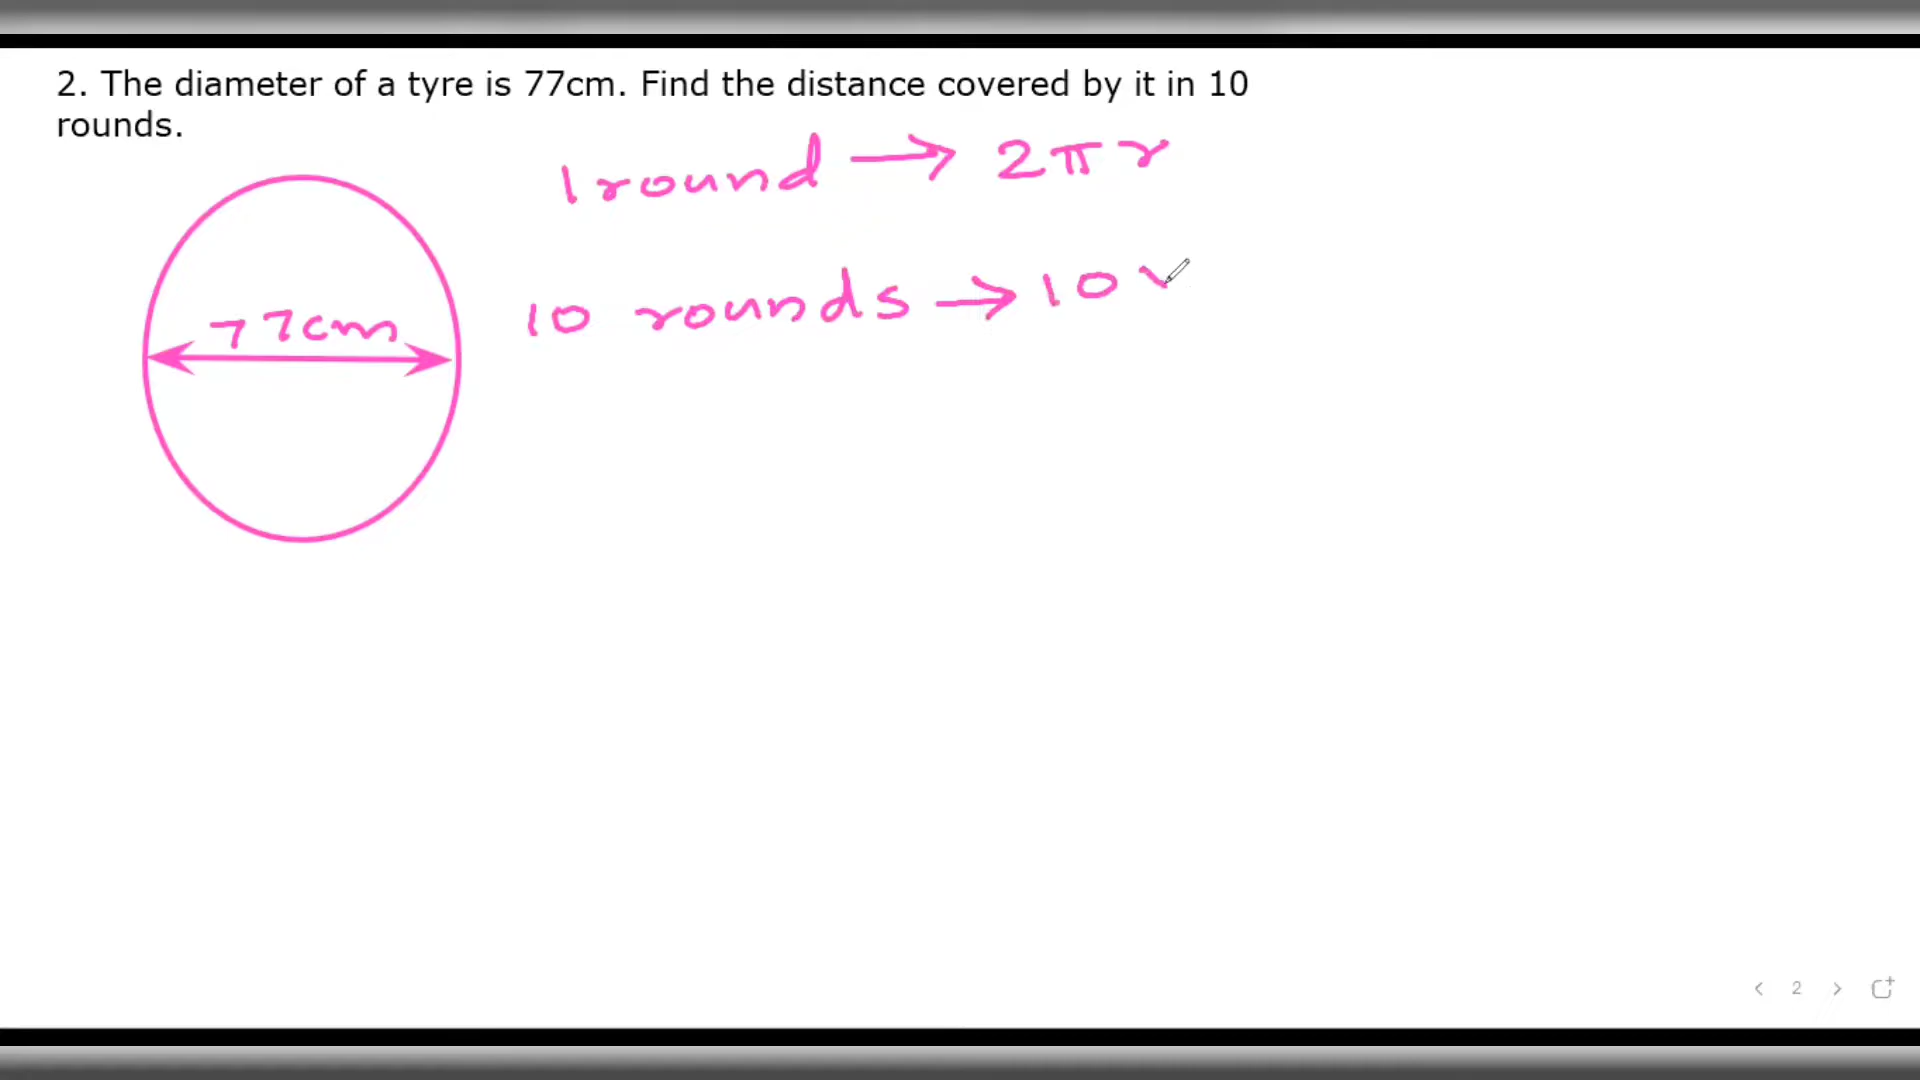 2. The diameter of a tyre is 77cm. Find the distance covered by it in 10
rounds.
1 round → 2πr
10 rounds → 10
77cm
2